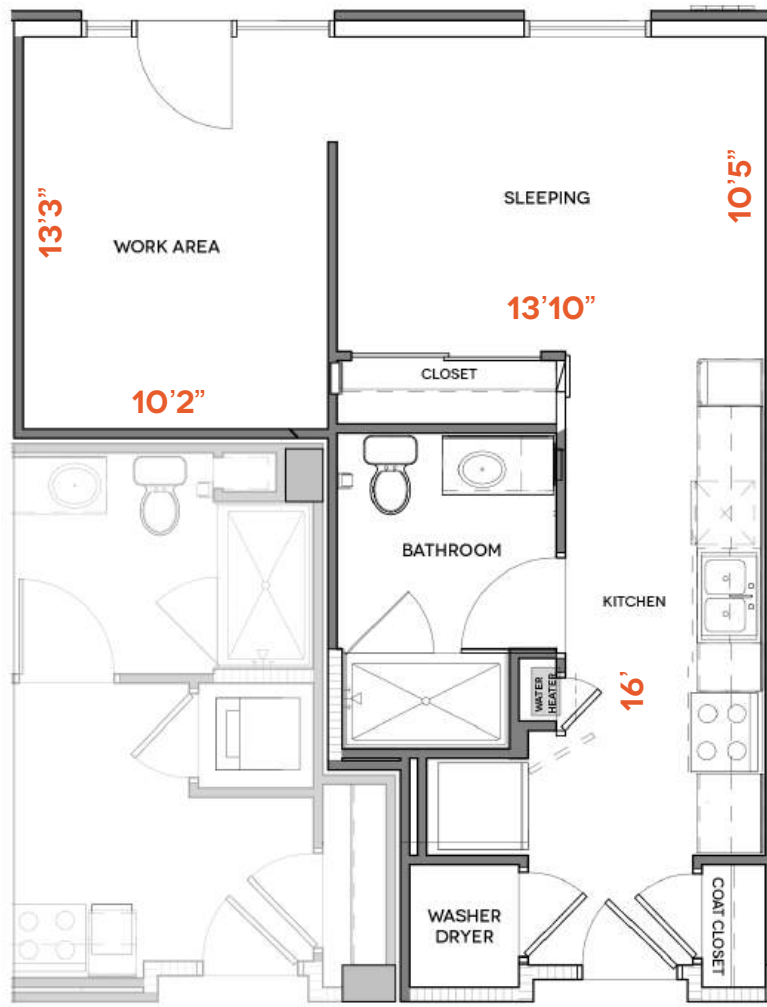 13'3"
WORK AREA
10'2"
SLEEPING
10'5"
13'10"
CLOSET
BATHROOM
KITCHEN
WATER
HEATER
16'
WASHER
DRYER
COAT CLOSET